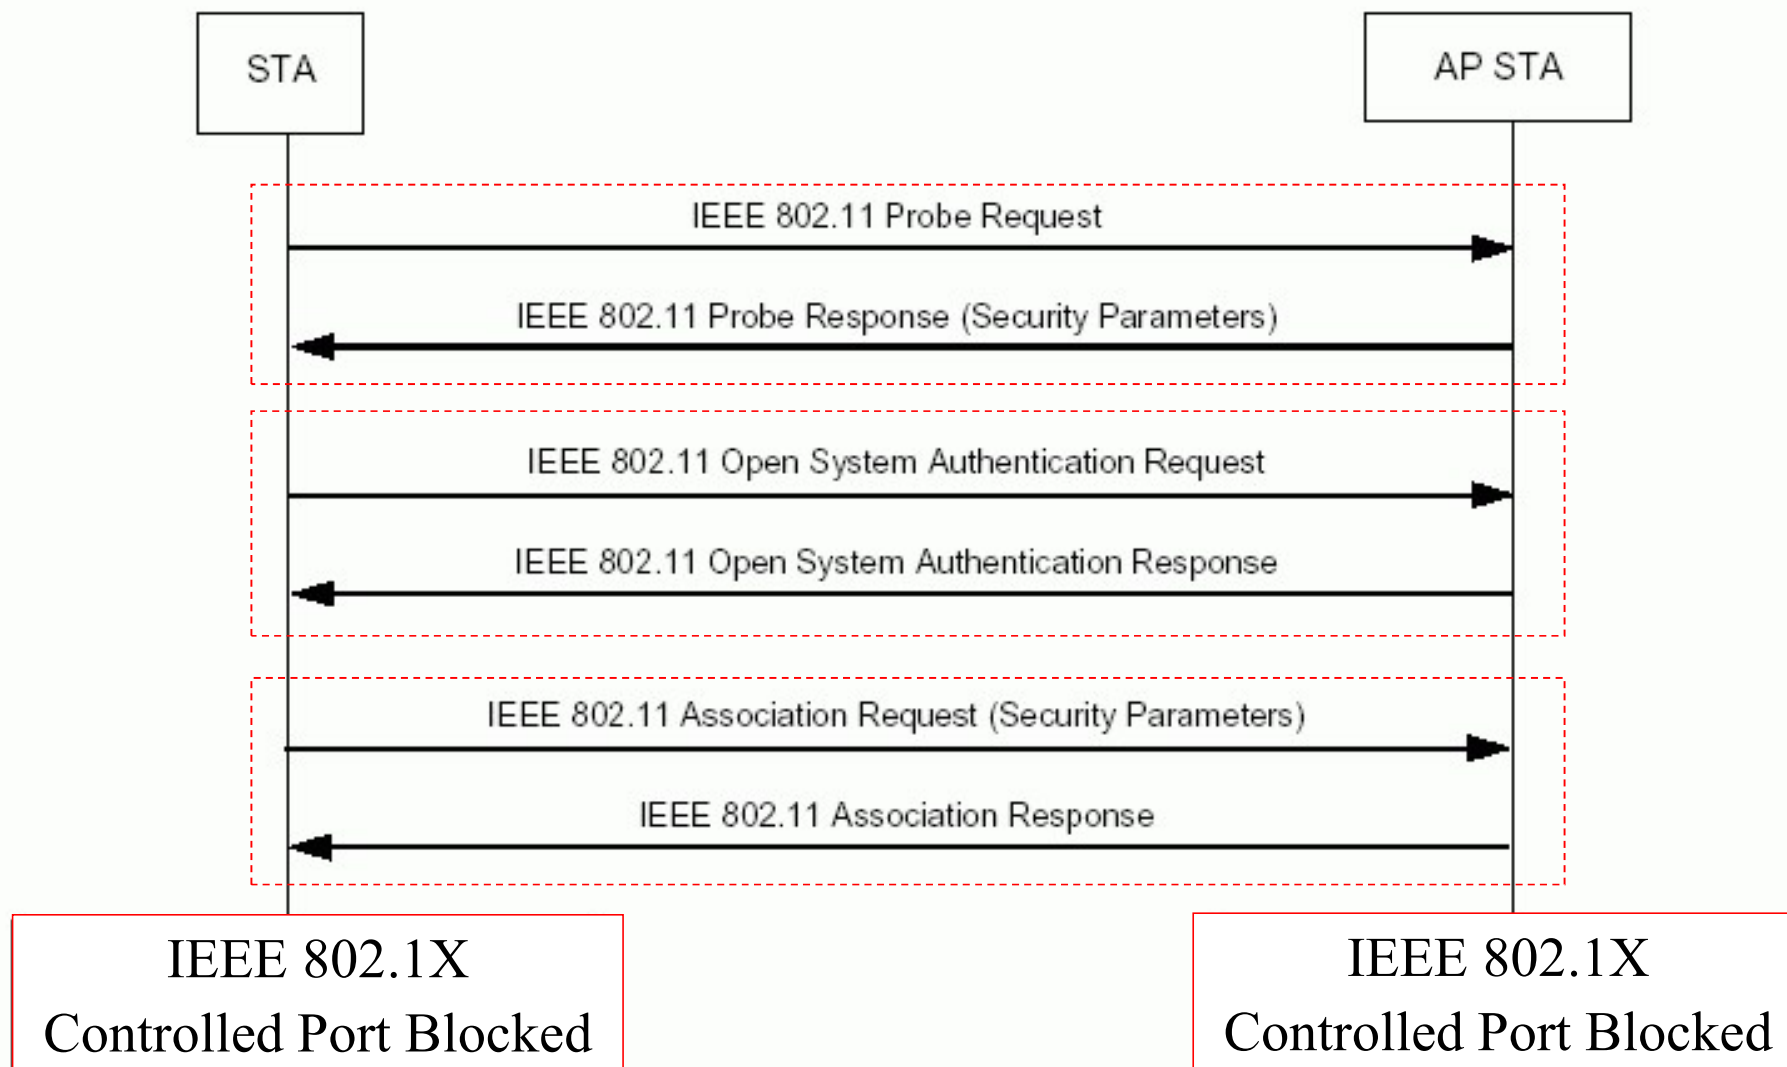 STA
AP STA
IEEE 802.11 Probe Request
IEEE 802.11 Probe Response (Security Parameters)
IEEE 802.11 Open System Authentication Request
IEEE 802.11 Open System Authentication Response
IEEE 802.11 Association Request (Security Parameters)
IEEE 802.11 Association Response
IEEE 802.1X
Controlled Port Blocked
IEEE 802.1X
Controlled Port Blocked